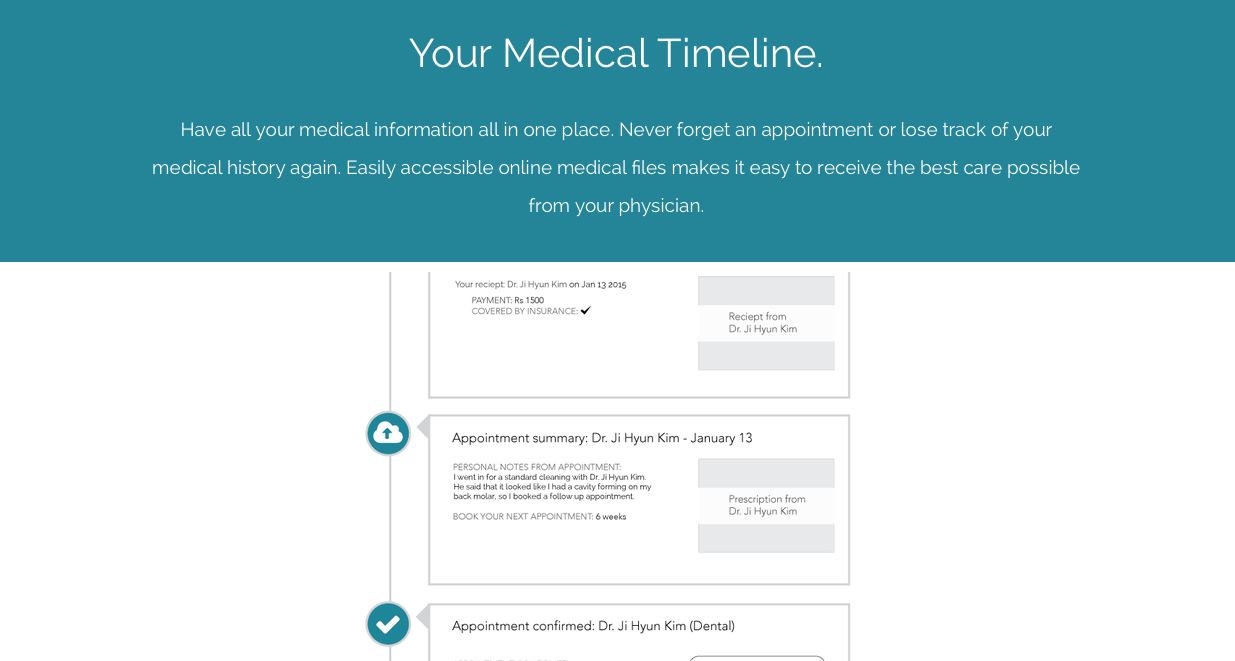 Your Medical Timeline.
Have all your medical information all in one place. Never forget an appointment or lose track of your
medical history again. Easily accessible online medical files makes it easy to receive the best care possible
from your physician.
Your reciept: Dr. Ji Hyun Kim on Jan 13 2015
PAYMENT: Rs 1500
COVERED BY INSURANCE:
Reciept from
Dr. Ji Hyun Kim
Appointment summary: Dr. Ji Hyun Kim - January 13
PERSONAL NOTES FROM APPOINTMENT:
I went in for a standard cleaning with Dr. Ji Hyun Kim.
He said that it looked like I had a cavity forming on my
back molar, so I booked a follow up appointment.
BOOK YOUR NEXT APPOINTMENT: 6 weeks
Prescription from
Dr. Ji Hyun Kim
Appointment confirmed: Dr. Ji Hyun Kim (Dental)